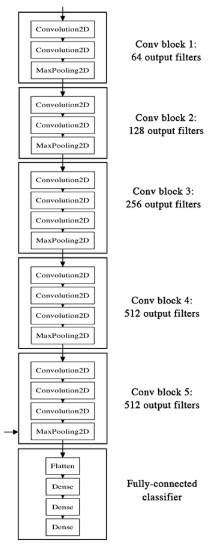 Convolution2D
Convolution2D
MaxPooling2D
Conv block 1:
64 output filters
Convolution2D
Convolution2D
MaxPooling2D
Conv block 2:
128 output filters
Convolution2D
Convolution2D
Convolution2D
MaxPooling2D
Conv block 3:
256 output filters
Convolution2D
Convolution2D
Convolution2D
MaxPooling2D
Conv block 4:
512 output filters
Convolution2D
Convolution2D
Convolution2D
MaxPooling2D
Conv block 5:
512 output filters
Flatten
Dense
Dense
Dense
Fully-connected
classifier